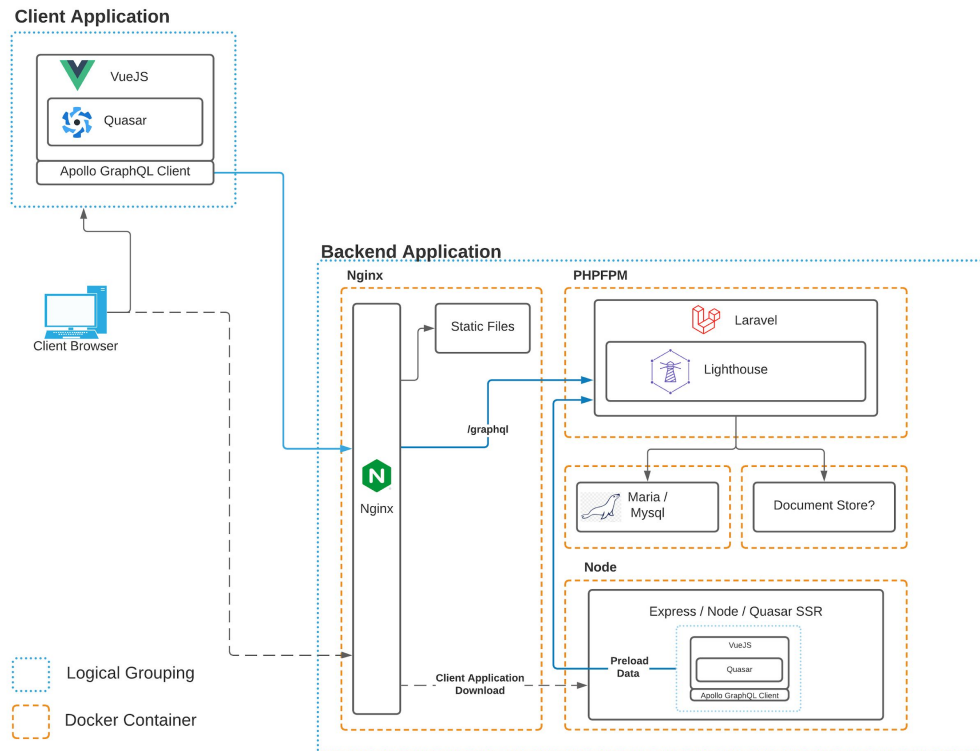 Client Application
VueJS
Quasar
Apollo GraphQL Client
Client Browser
Backend Application
Nginx
Static Files
/graphql
N
Nginx
Client Application
Download
PHPFPM
Laravel
Lighthouse
Maria /
Mysql
Document Store?
Node
Express / Node / Quasar SSR
VueJS
Quasar
Apollo GraphQL Client
Preload
Data
Logical Grouping
Docker Container